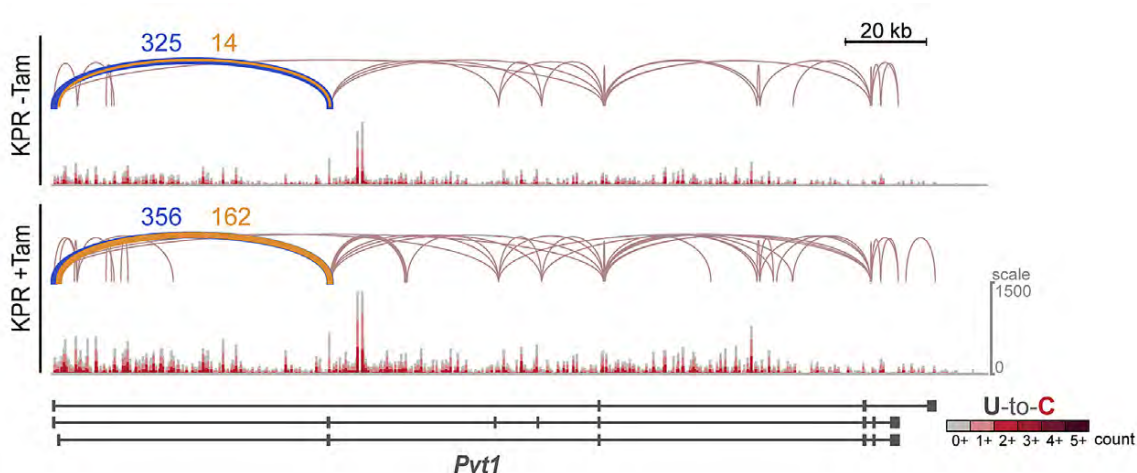 325 14
20 kb
KPR -Tam
356 162
KPR +Tam
scale
1500
0
U-to-C
0+ 1+ 2+ 3+ 4+ 5+ count
Pvt1